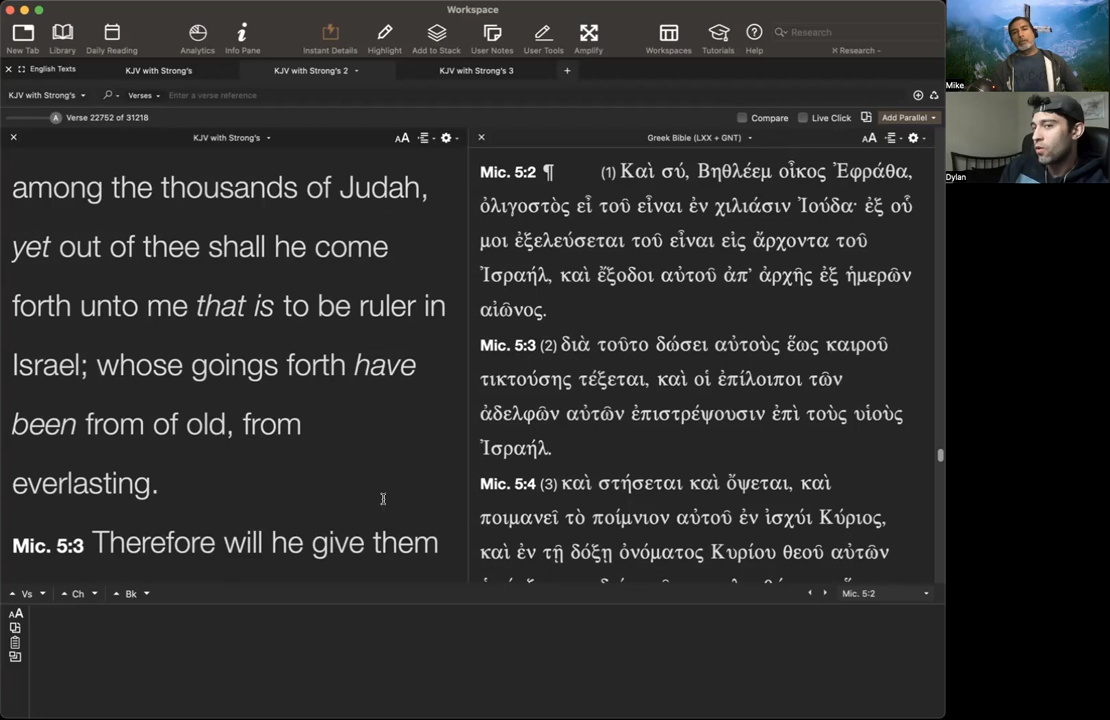 Workspace
New Tab
Library
Daily Reading
Analytics
Info Pane
Instant Details
Highlight
Add to Stack
User Notes
User Tools
Amplify
Workspaces
Tutorials
Help
Research
Research
English Texts
KJV with Strong's
KJV with Strong's 2
KJV with Strong's 3
KJV with Strong's
Verses
Enter a verse reference
Verse 22752 of 31218
Compare
Live Click
Add Parallel
KJV with Strong's
among the thousands of Judah,
yet out of thee shall he come
forth unto me that is to be ruler in
Israel; whose goings forth have
been from of old, from
everlasting.
Mic. 5:3 Therefore will he give them
Greek Bible (LXX + GNT)
Mic. 5:2 ¶ (1) Καὶ σύ, Βηθλέεμ οἶκος Ἐφράθα,
ὀλιγοστὸς εἶ τοῦ εἶναι ἐν χιλιάσιν Ἰούδα· ἐξ οὗ
μοι ἐξελεύσεται τοῦ εἶναι εἰς ἄρχοντα τοῦ
Ἰσραήλ, καὶ ἔξοδοι αὐτοῦ ἀπ’ ἀρχῆς ἐξ ἡμερῶν
αἰῶνος.
Mic. 5:3 (2) διὰ τοῦτο δώσει αὐτοὺς ἕως καιροῦ
τικτούσης τέξεται, καὶ οἱ ἐπίλοιποι τῶν
ἀδελφῶν αὐτῶν ἐπιστρέψουσιν ἐπὶ τοὺς υἱοὺς
Ἰσραήλ.
Mic. 5:4 (3) καὶ στήσεται καὶ ὄψεται, καὶ
ποιμανεῖ τὸ ποίμνιον αὐτοῦ ἐν ἰσχύι Κύριος,
καὶ ἐν τῇ δόξῃ ὀνόματος Κυρίου θεοῦ αὐτῶν
Vs
Ch
Bk
Mic. 5:2
Mike
Dylan